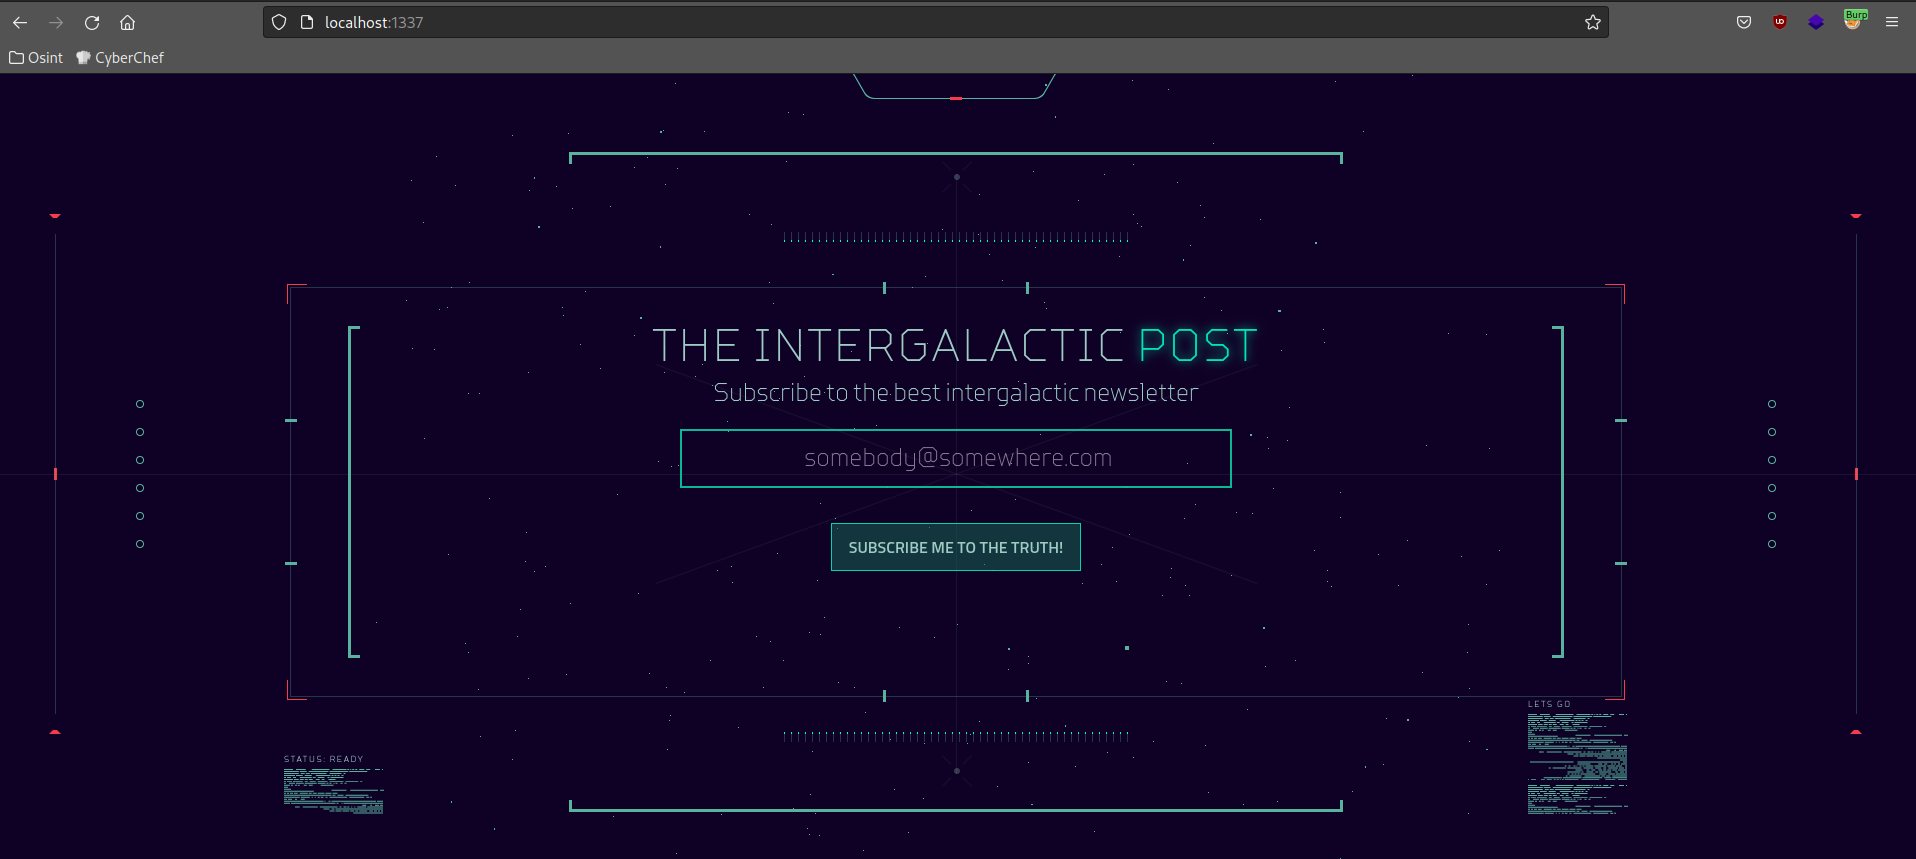 localhost:1337
Burp
Osint CyberChef
THE INTERGALACTIC POST
Subscribe to the best intergalactic newsletter
somebody@somewhere.com
SUBSCRIBE ME TO THE TRUTH!
LETS GO
STATUS: READY